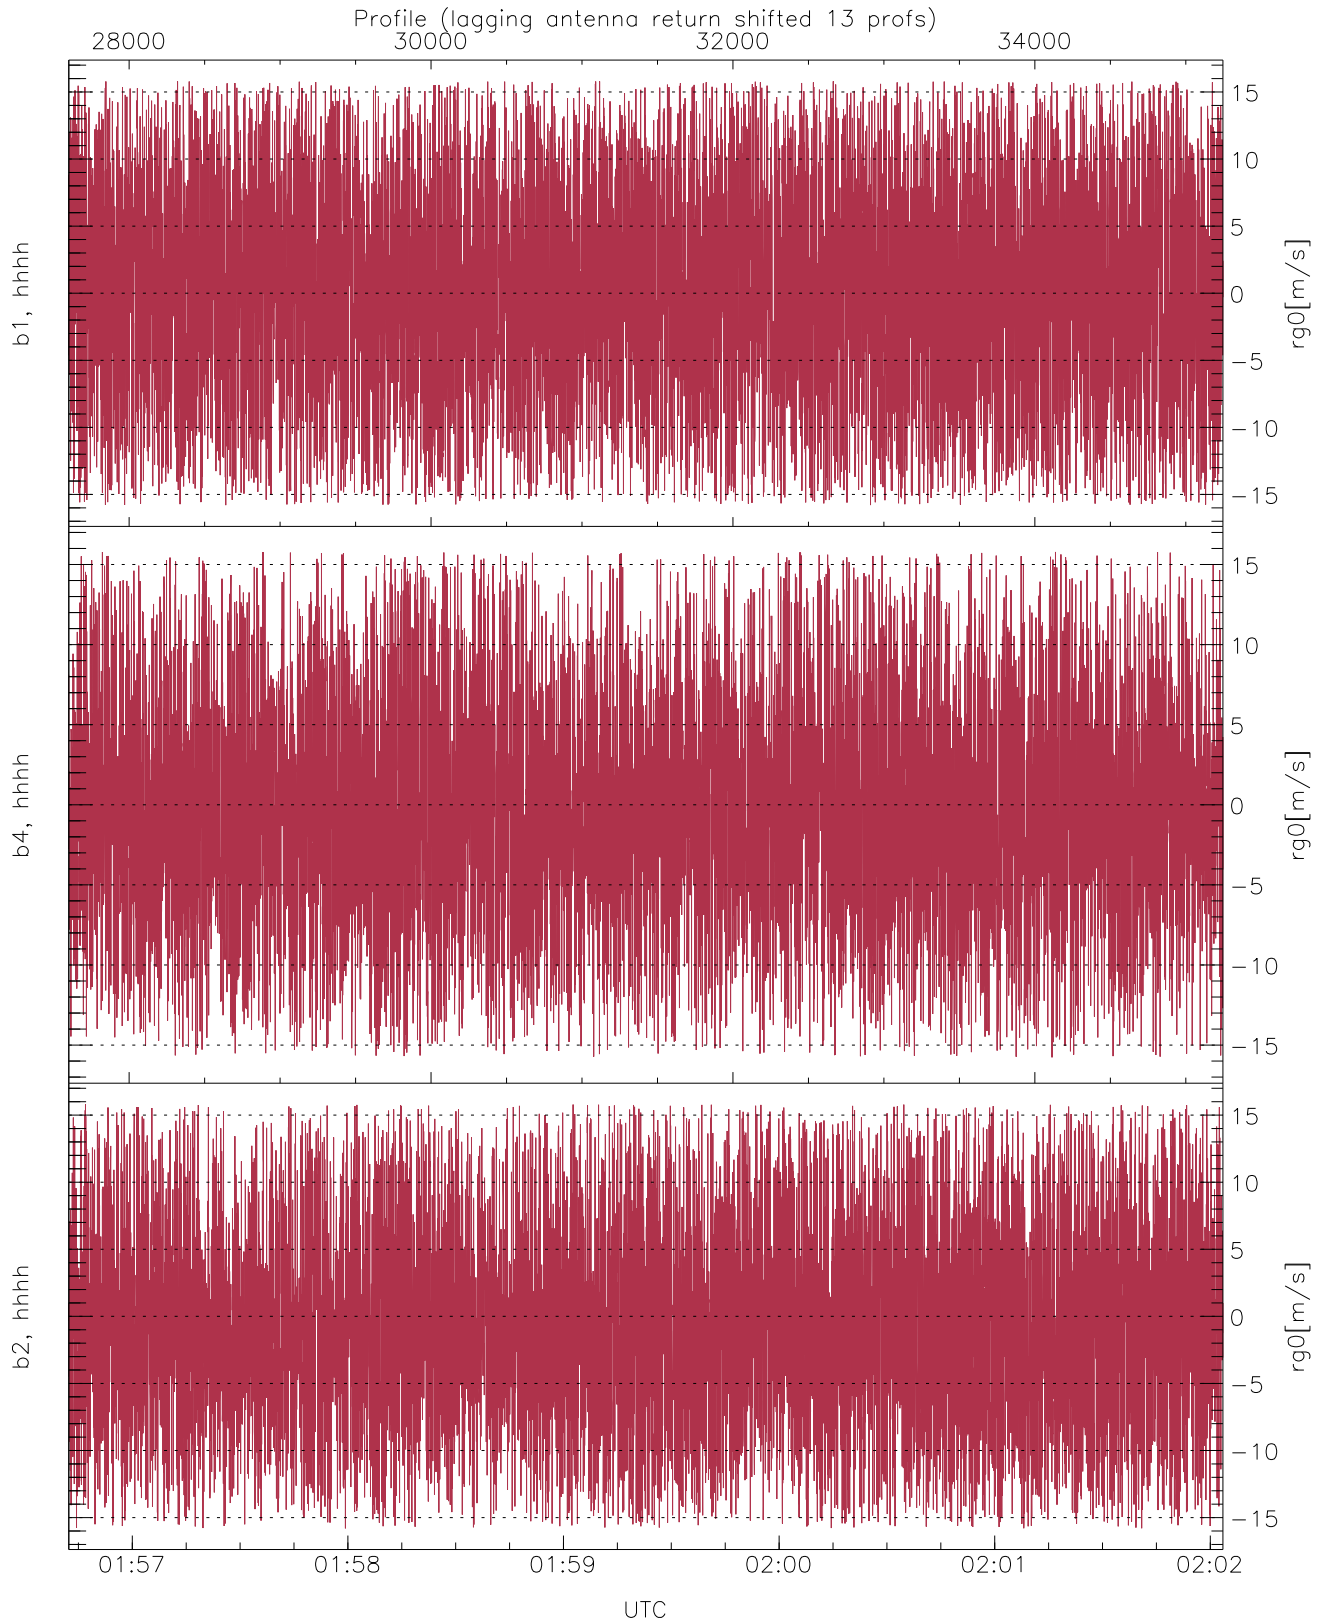 Profile (lagging antenna return shifted 13 profs)
28000 30000 32000 34000
b1, hhhh
15
10
5
0
−5
−10
−15
rg0[m/s]
b4, hhhh
15
10
5
0
−5
−10
−15
rg0[m/s]
b2, hhhh
15
10
5
0
−5
−10
−15
rg0[m/s]
01:57 01:58 01:59 02:00 02:01 02:02
UTC